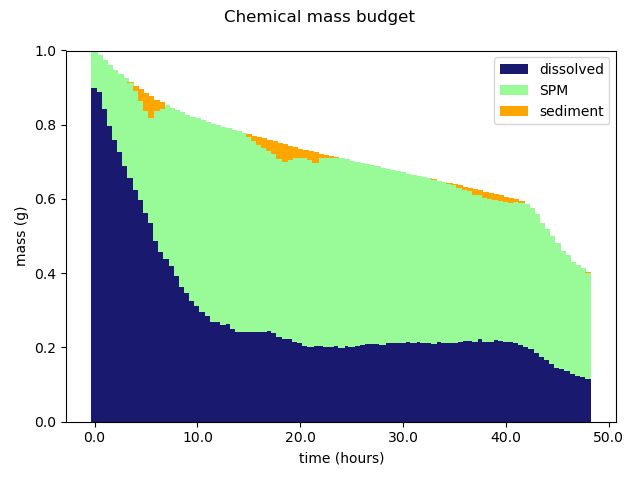 Chemical mass budget
dissolved
SPM
sediment
1.0
0.8
0.6
0.4
0.2
0.0
mass (g)
0.0 10.0 20.0 30.0 40.0 50.0
time (hours)